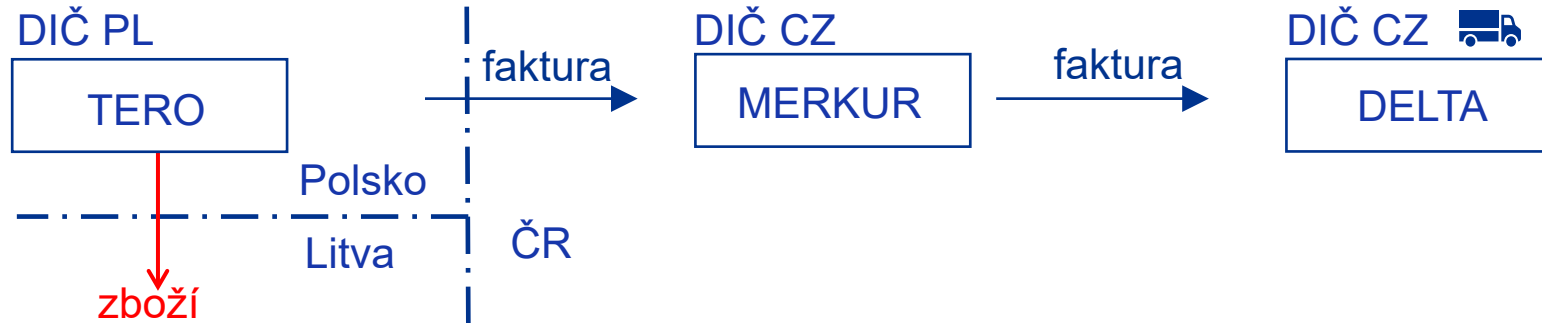 DIČ PL
TERO
faktura
DIČ CZ
MERKUR
faktura
DIČ CZ
DELTA
Polsko
Litva
ČR
zboží